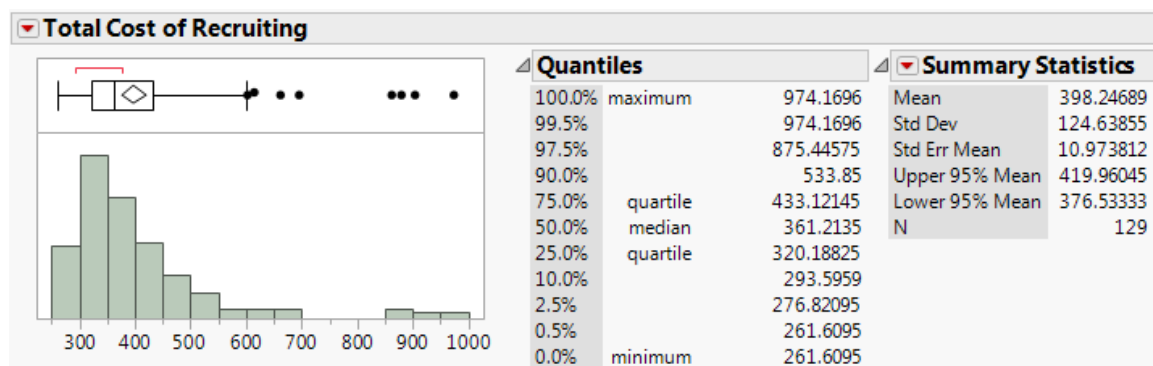 Total Cost of Recruiting
300 400 500 600 700 800 900 1000
Quantiles
100.0% maximum 974.1696
99.5% 974.1696
97.5% 875.44575
90.0% 533.85
75.0% quartile 433.12145
50.0% median 361.2135
25.0% quartile 320.18825
10.0% 293.5959
2.5% 276.82095
0.5% 261.6095
0.0% minimum 261.6095
Summary Statistics
Mean 398.24689
Std Dev 124.63855
Std Err Mean 10.973812
Upper 95% Mean 419.96045
Lower 95% Mean 376.53333
N 129